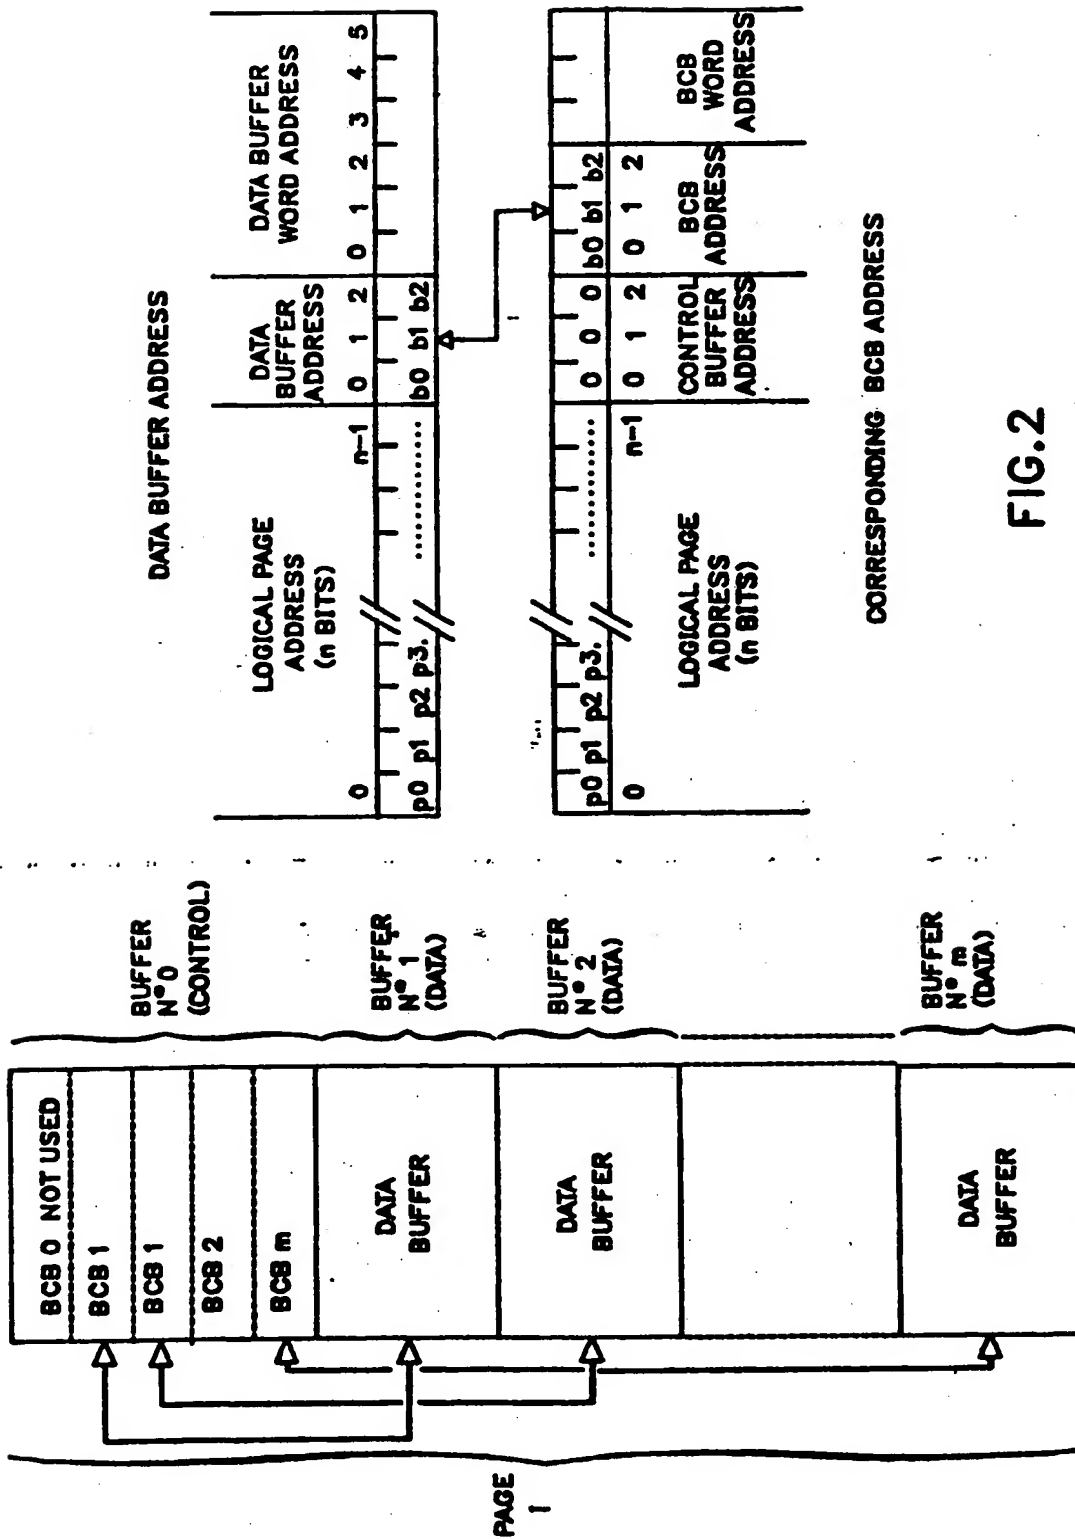 DATA BUFFER ADDRESS
LOGICAL PAGE
ADDRESS
(n BITS)
DATA
BUFFER
ADDRESS
DATA BUFFER
WORD ADDRESS
0 n-1 0 1 2 0 1 2 3 4 5
p0 p1 p2 p3. ........... b0 b1 b2
p0 p1 p2 p3. ........... 0 0 0 b0 b1 b2
0 n-1 0 1 2 0 1 2
LOGICAL PAGE
ADDRESS
(n BITS)
CONTROL
BUFFER
ADDRESS
BCB
ADDRESS
BCB
WORD
ADDRESS
CORRESPONDING BCB ADDRESS
PAGE
1
BCB 0 NOT USED
BCB 1
BCB 1
BCB 2
BCB m
DATA
BUFFER
DATA
BUFFER
DATA
BUFFER
BUFFER
N° 0
(CONTROL)
BUFFER
N° 1
(DATA)
BUFFER
N° 2
(DATA)
BUFFER
N° m
(DATA)
FIG.2